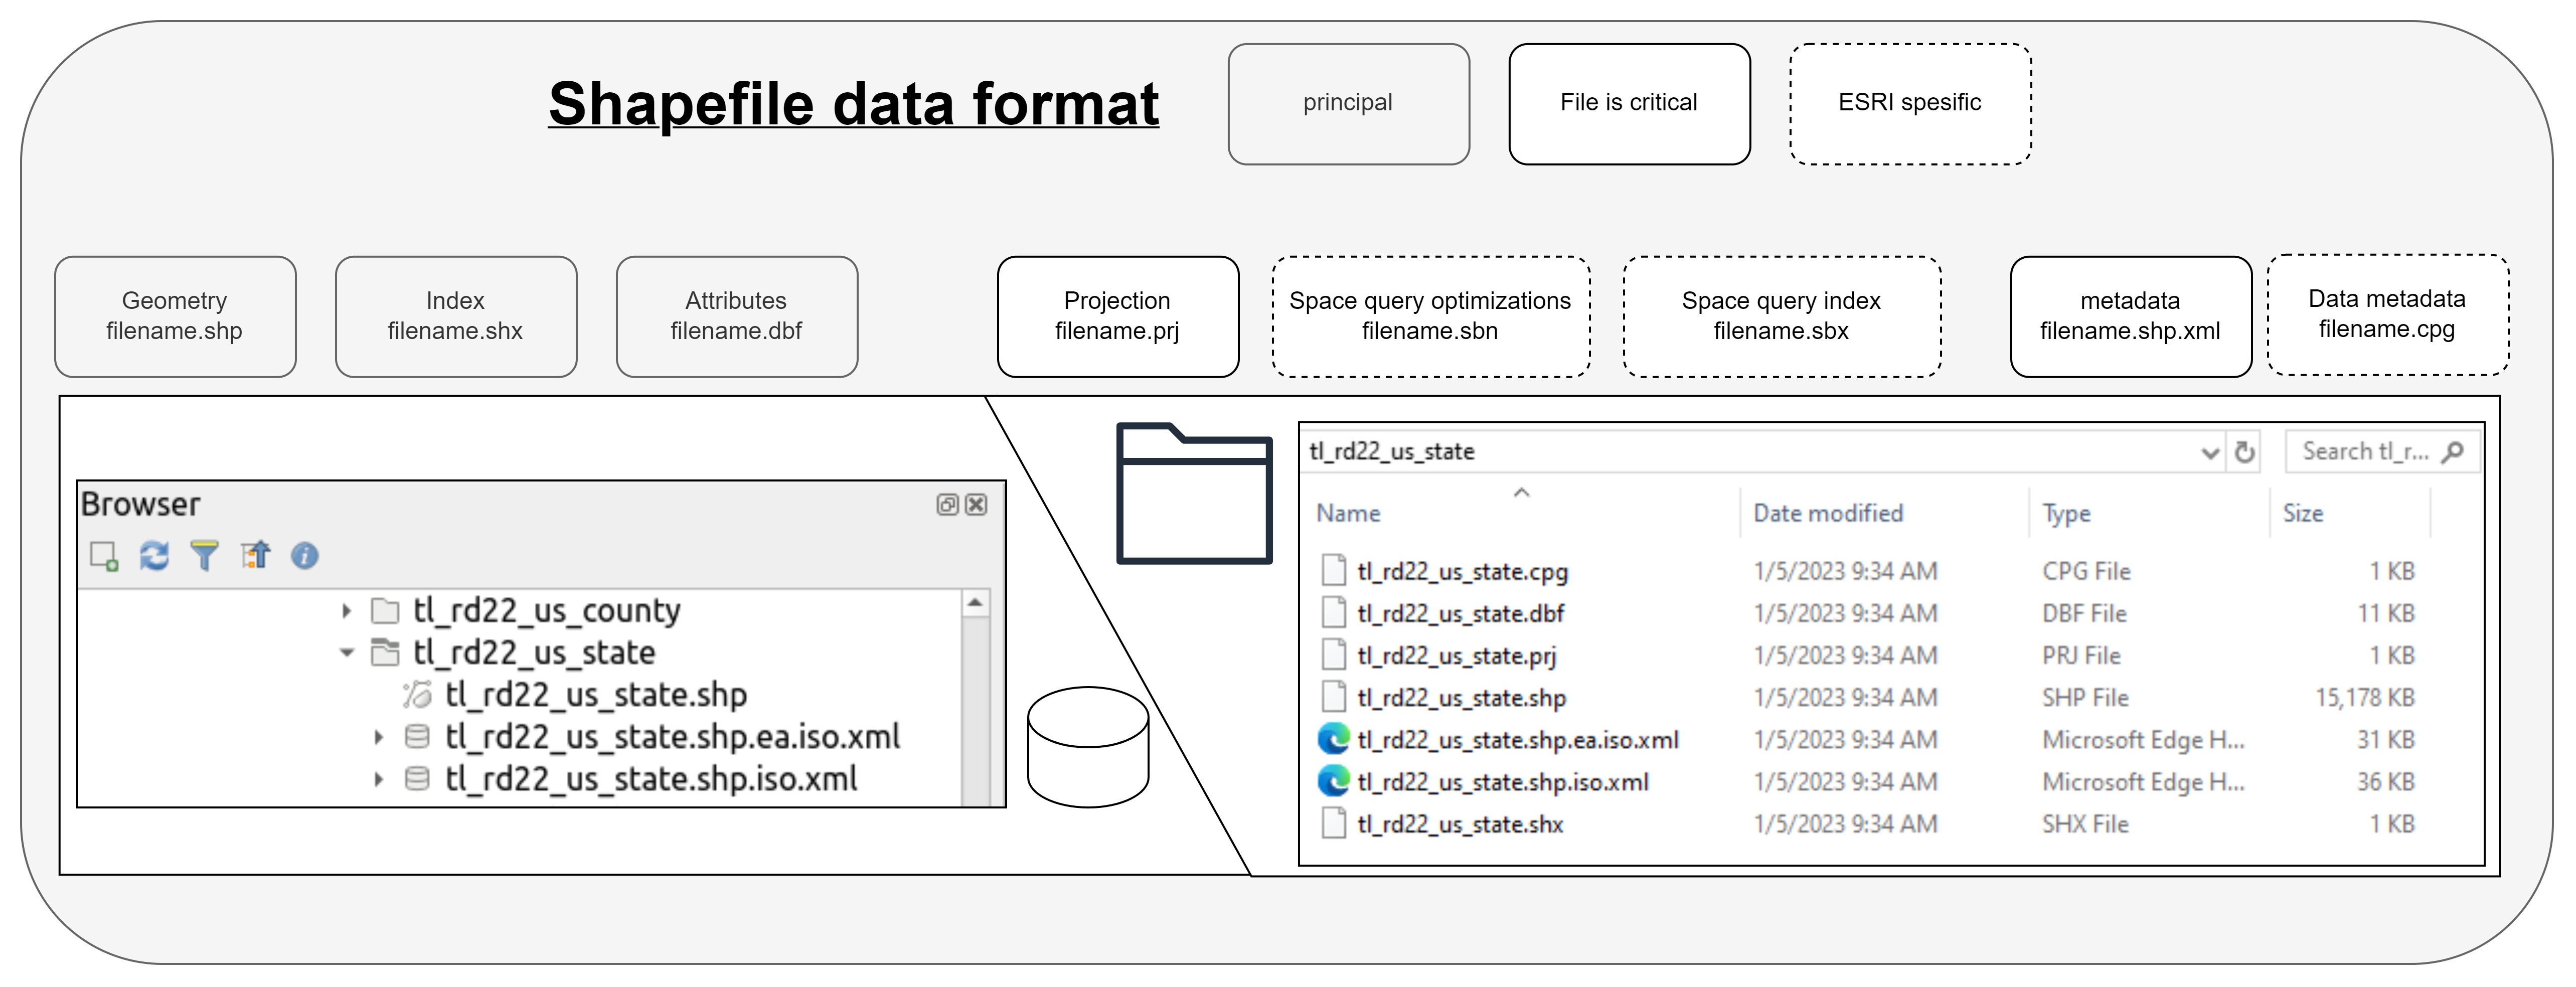 Shapefile data format
principal
File is critical
ESRI spesific
Geometry
filename.shp
Index
filename.shx
Attributes
filename.dbf
Projection
filename.prj
Space query optimizations
filename.sbn
Space query index
filename.sbx
metadata
filename.shp.xml
Data metadata
filename.cpg
Browser
tl_rd22_us_county
tl_rd22_us_state
tl_rd22_us_state.shp
tl_rd22_us_state.shp.ea.iso.xml
tl_rd22_us_state.shp.iso.xml
tl_rd22_us_state
Search tl_r...
Name Date modified Type Size
tl_rd22_us_state.cpg 1/5/2023 9:34 AM CPG File 1 KB
tl_rd22_us_state.dbf 1/5/2023 9:34 AM DBF File 11 KB
tl_rd22_us_state.prj 1/5/2023 9:34 AM PRJ File 1 KB
tl_rd22_us_state.shp 1/5/2023 9:34 AM SHP File 15,178 KB
tl_rd22_us_state.shp.ea.iso.xml 1/5/2023 9:34 AM Microsoft Edge H... 31 KB
tl_rd22_us_state.shp.iso.xml 1/5/2023 9:34 AM Microsoft Edge H... 36 KB
tl_rd22_us_state.shx 1/5/2023 9:34 AM SHX File 1 KB